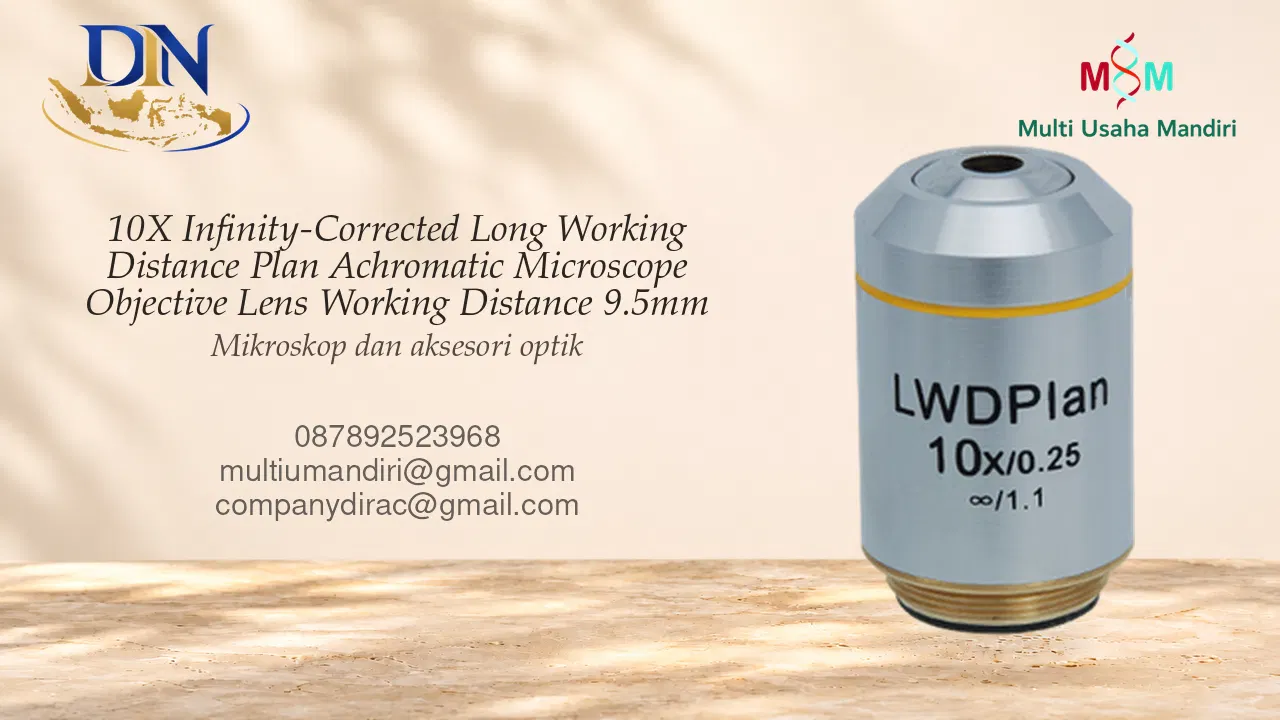 DN
M M
Multi Usaha Mandiri
10X Infinity-Corrected Long Working
Distance Plan Achromatic Microscope
Objective Lens Working Distance 9.5mm
Mikroskop dan aksesori optik
087892523968
multiumandiri@gmail.com
companydirac@gmail.com
LWDPlan
10x/0.25
∞/1.1